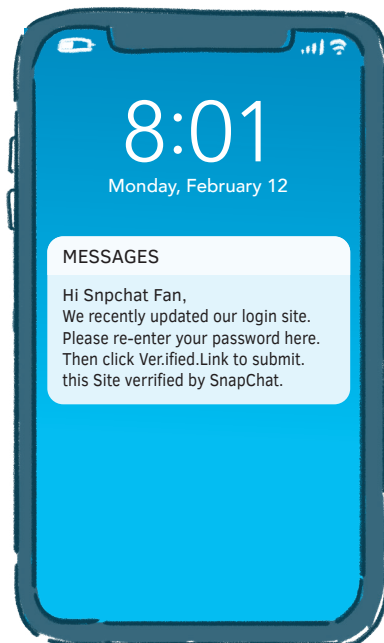 8:01
Monday, February 12
MESSAGES
Hi Snpchat Fan,
We recently updated our login site.
Please re-enter your password here.
Then click Ver.ified.Link to submit.
this Site verrified by SnapChat.